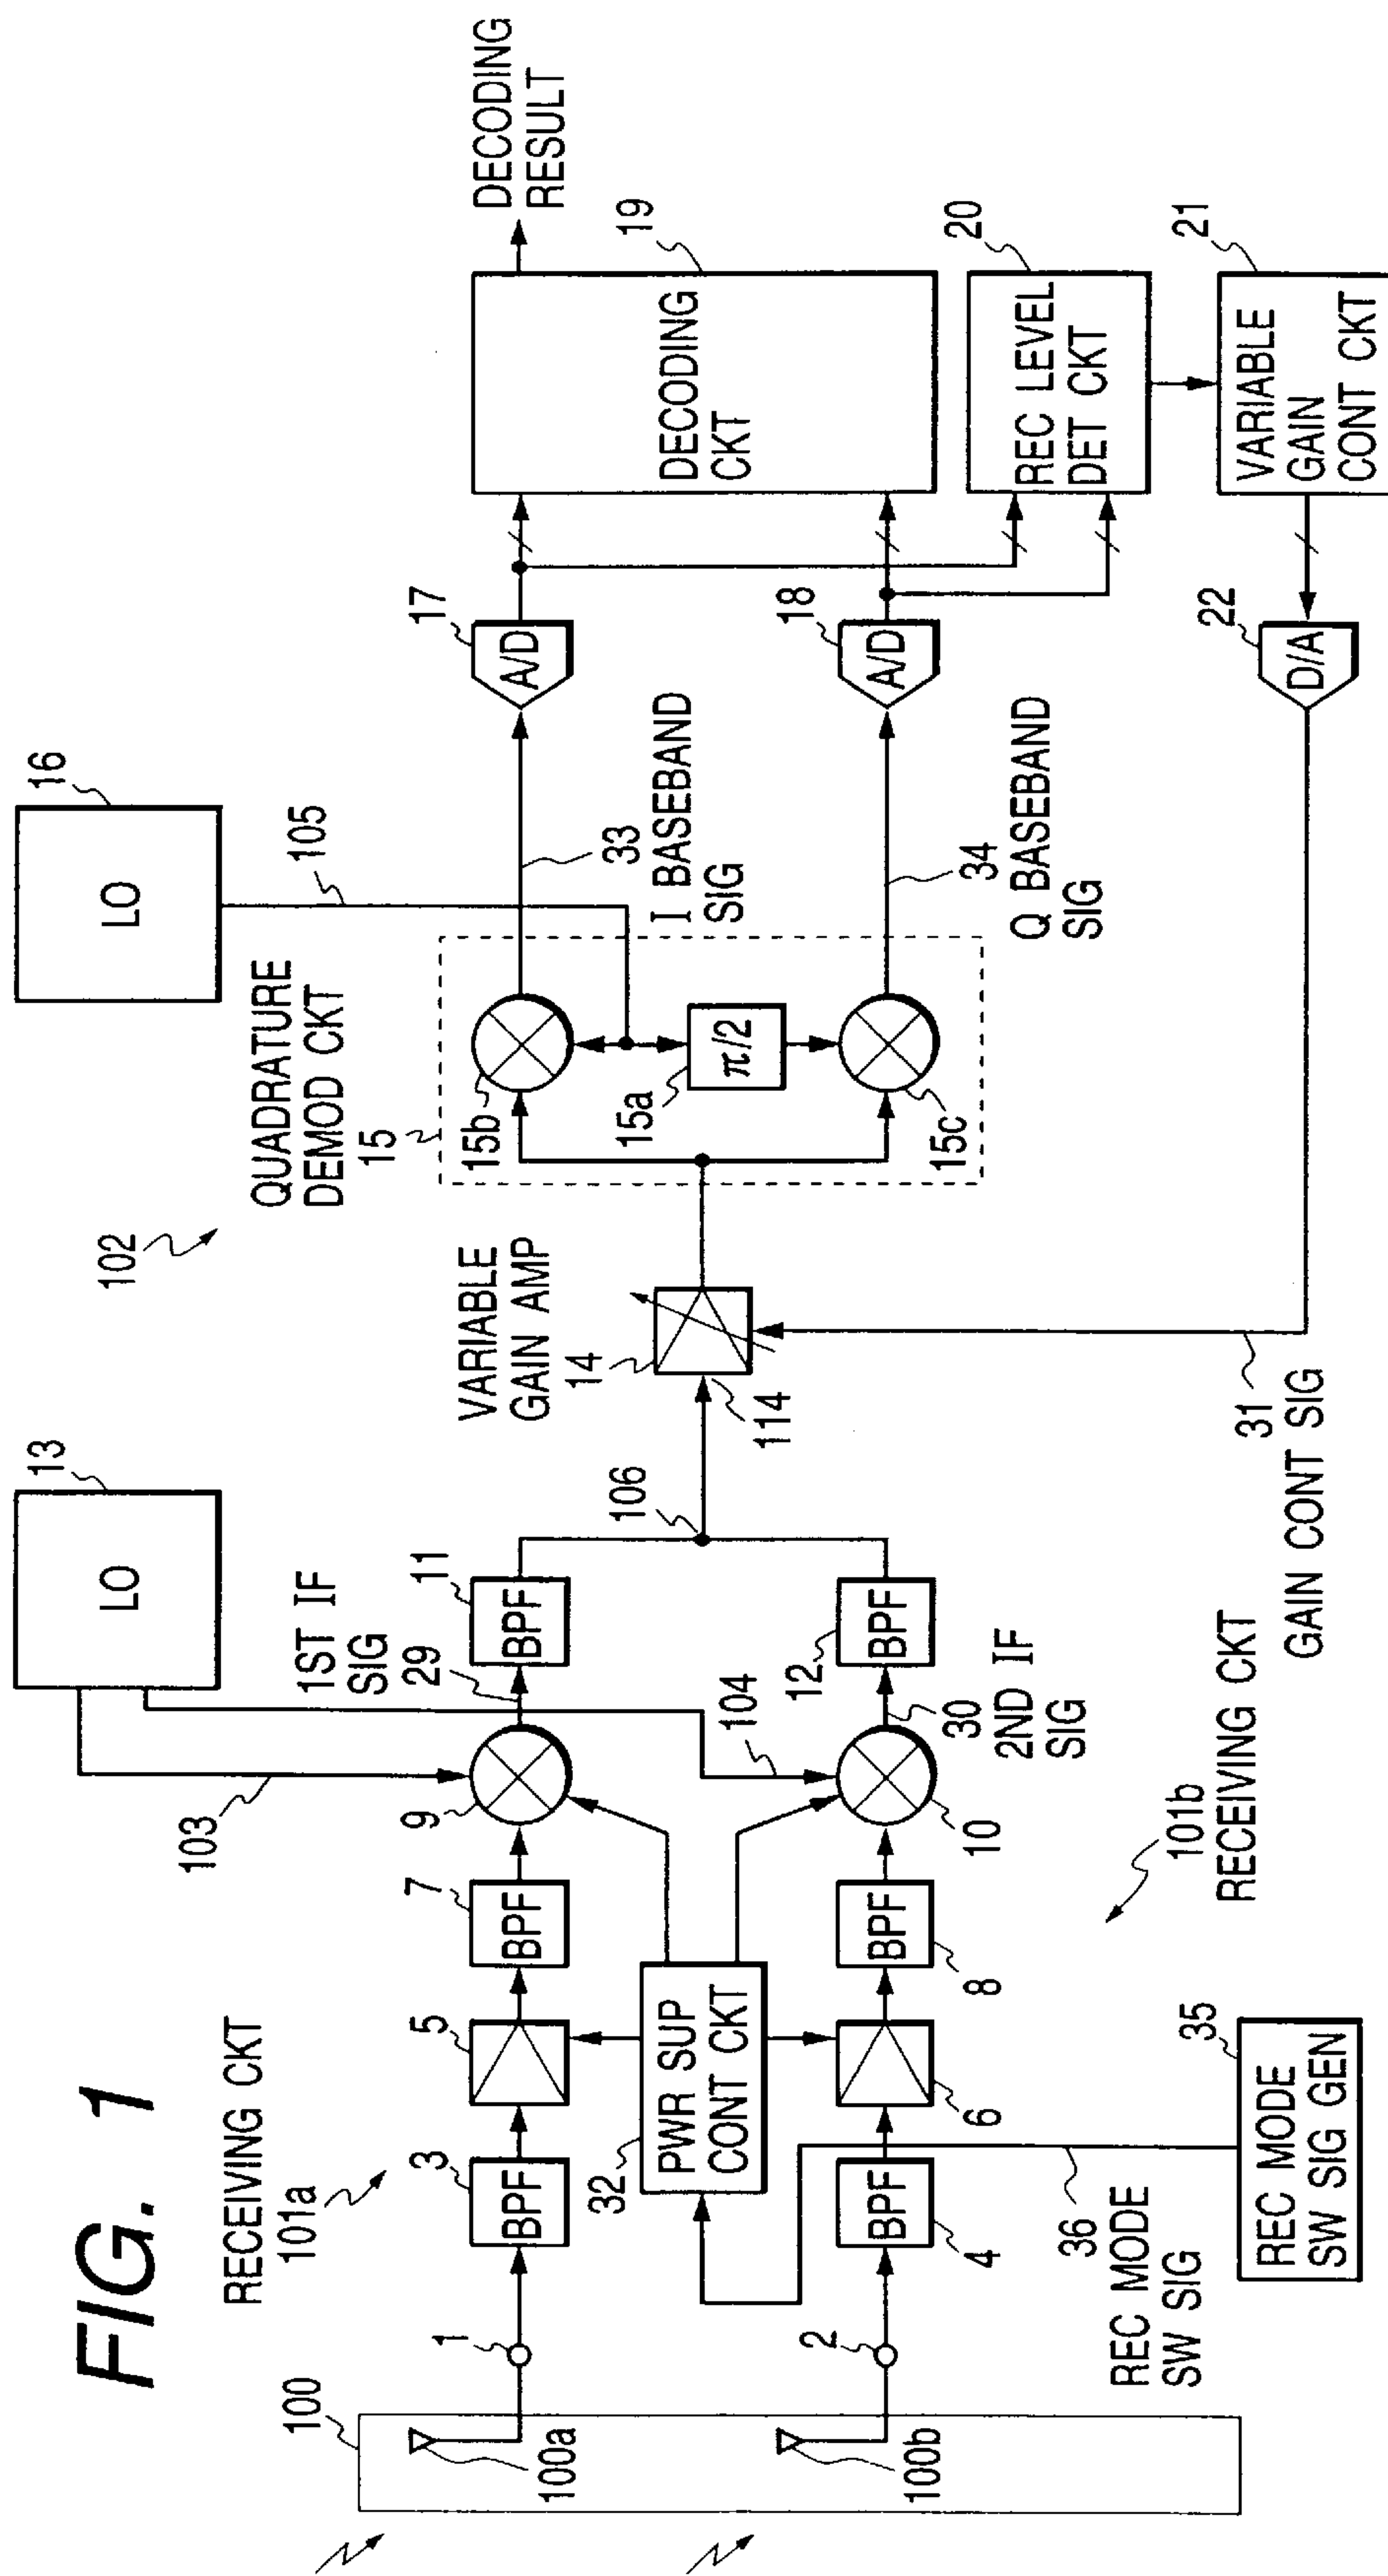 FIG. 1
100
100a
100b
1
2
RECEIVING CKT
101a
3
BPF
4
BPF
5
6
7
BPF
8
BPF
32
PWR SUP
CONT CKT
36
REC MODE
SW SIG
35
REC MODE
SW SIG GEN
9
10
103
104
13
LO
1ST IF
SIG
29
30
2ND IF
SIG
11
BPF
12
BPF
101b
RECEIVING CKT
106
VARIABLE
GAIN AMP
14
114
31
GAIN CONT SIG
102
QUADRATURE
DEMOD CKT
15
15b
15a
π/2
15c
16
LO
105
33
I BASEBAND
SIG
34
Q BASEBAND
SIG
17
A/D
18
A/D
22
D/A
19
DECODING
CKT
DECODING
RESULT
20
REC LEVEL
DET CKT
21
VARIABLE
GAIN
CONT CKT